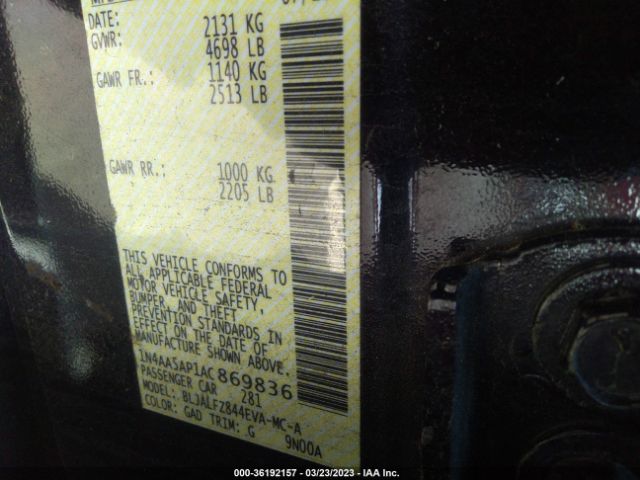 DATE:
GVWR: 2131 KG
4698 LB
GAWR FR.: 1140 KG
2513 LB
GAWR RR.: 1000 KG
2205 LB
THIS VEHICLE CONFORMS TO
ALL APPLICABLE FEDERAL
MOTOR VEHICLE SAFETY,
BUMPER, AND THEFT
PREVENTION STANDARDS IN
EFFECT ON THE DATE OF
MANUFACTURE SHOWN ABOVE.
1N4AA5AP1AC869836
PASSENGER CAR 281
MODEL: BLJALFZ844EVA-MC-A
COLOR: GAD TRIM: G 9N00A
000-36192157 - 03/23/2023 - IAA Inc.